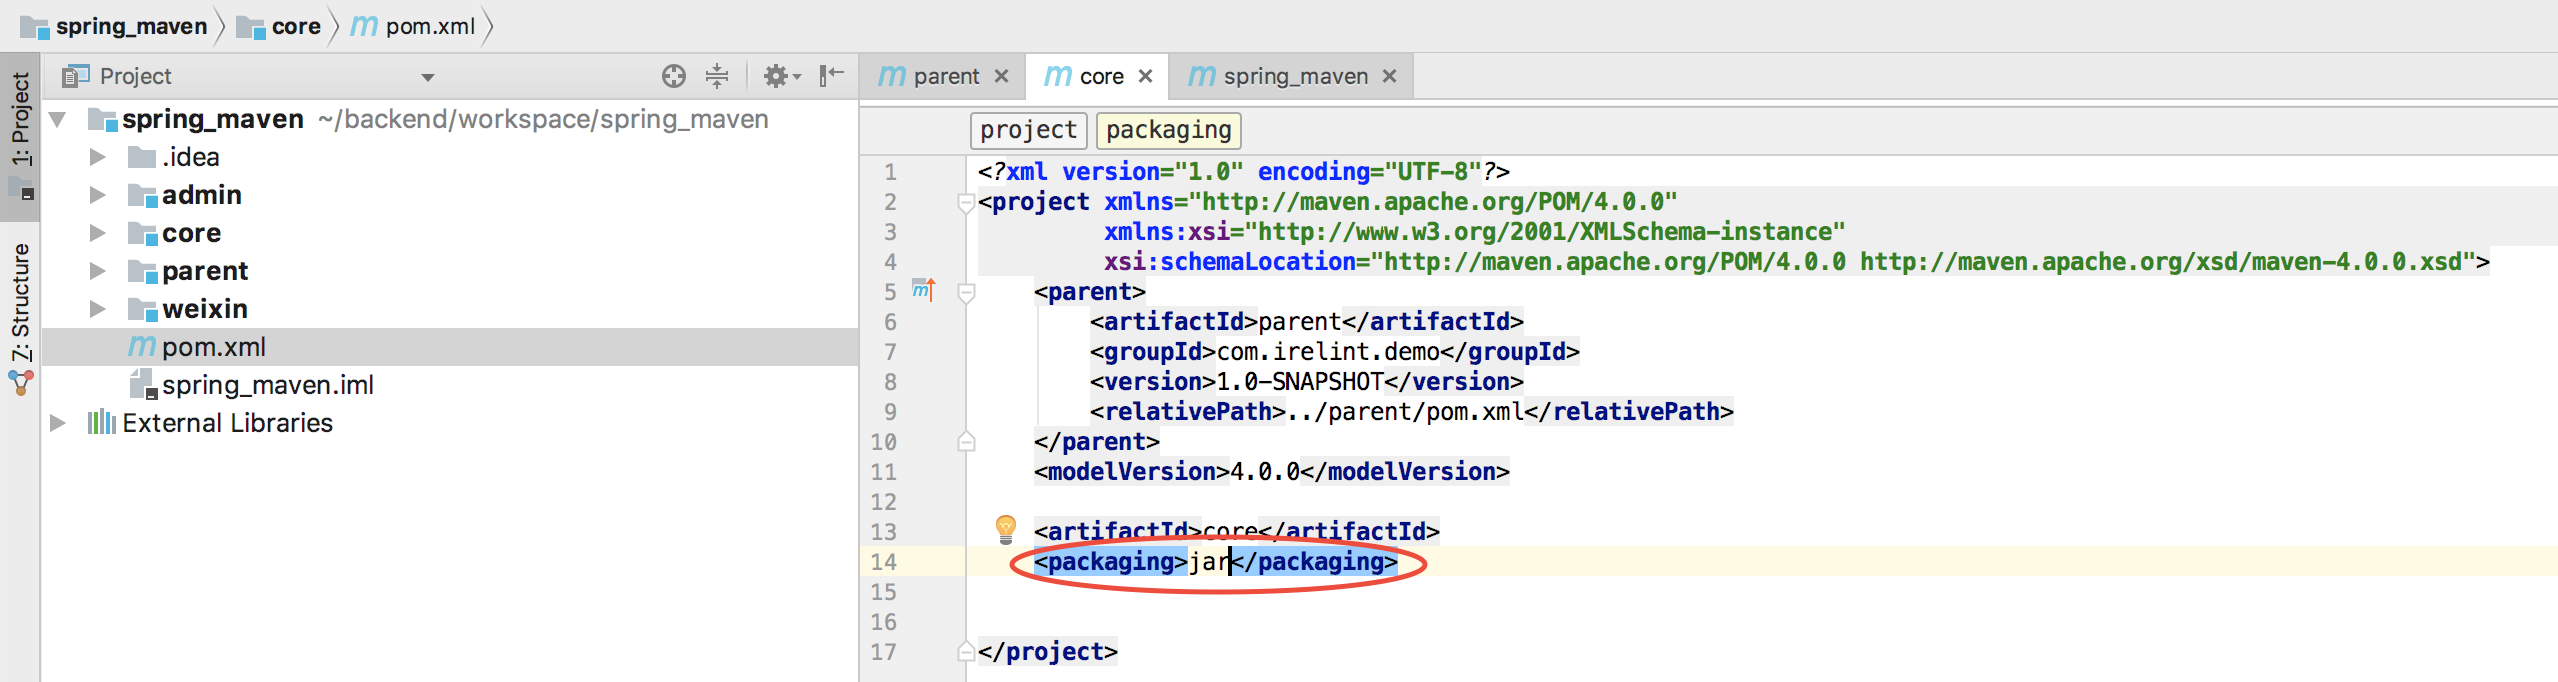 spring_maven core pom.xml
1: Project
7: Structure
Project
spring_maven ~/backend/workspace/spring_maven
.idea
admin
core
parent
weixin
pom.xml
spring_maven.iml
External Libraries
parent core spring_maven
project packaging
1 <?xml version="1.0" encoding="UTF-8"?>
2 <project xmlns="http://maven.apache.org/POM/4.0.0"
3 xmlns:xsi="http://www.w3.org/2001/XMLSchema-instance"
4 xsi:schemaLocation="http://maven.apache.org/POM/4.0.0 http://maven.apache.org/xsd/maven-4.0.0.xsd">
5 <parent>
6 <artifactId>parent</artifactId>
7 <groupId>com.irelint.demo</groupId>
8 <version>1.0-SNAPSHOT</version>
9 <relativePath>../parent/pom.xml</relativePath>
10 </parent>
11 <modelVersion>4.0.0</modelVersion>
12
13 <artifactId>core</artifactId>
14 <packaging>jar</packaging>
15
16
17 </project>